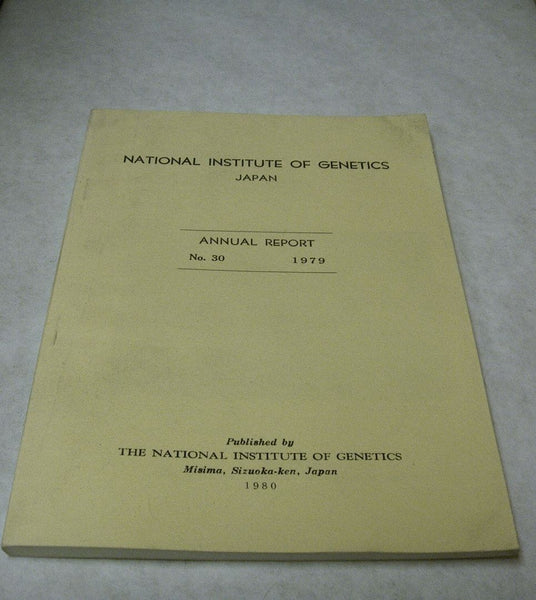 NATIONAL INSTITUTE OF GENETICS
JAPAN
ANNUAL REPORT
No. 30 1979
Published by
THE NATIONAL INSTITUTE OF GENETICS
Misima, Sizuoka-ken, Japan
1980